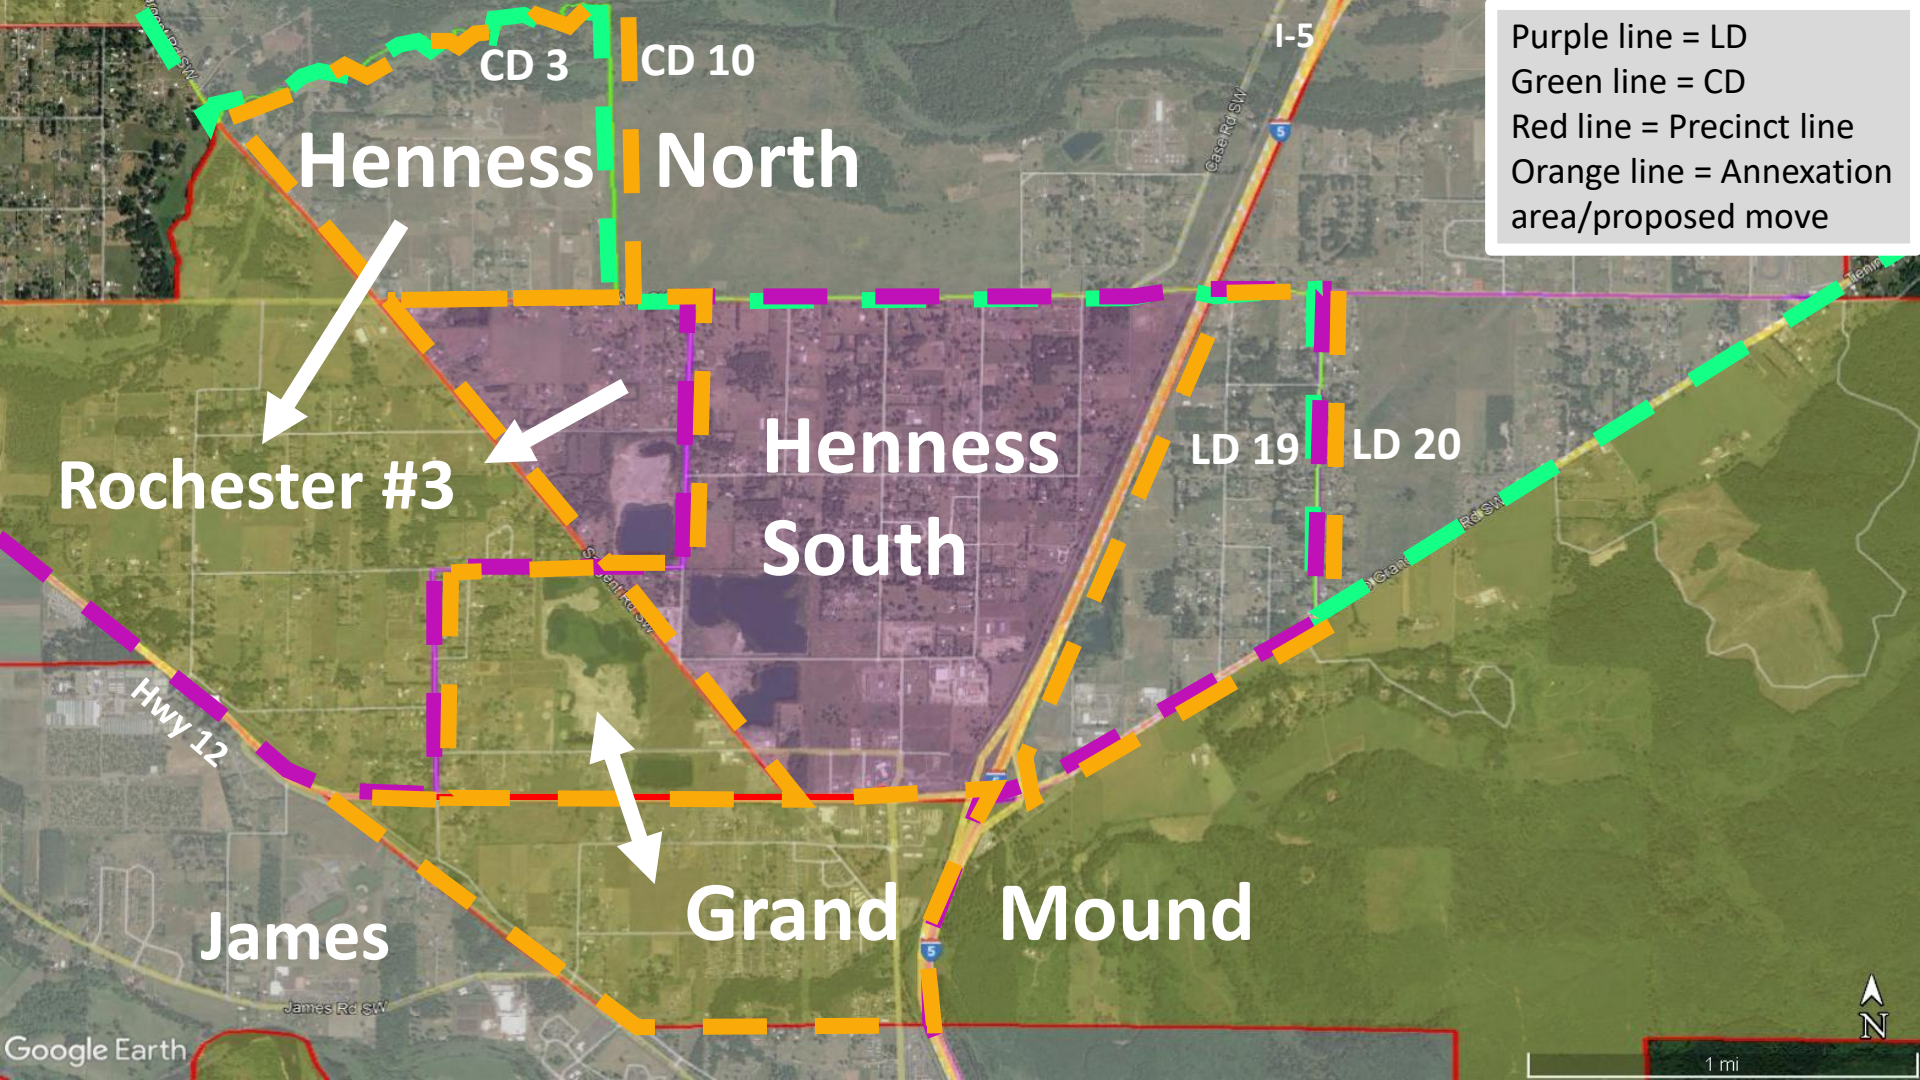 I-5
Purple line = LD
Green line = CD
Red line = Precinct line
Orange line = Annexation
area/proposed move
CD 3
CD 10
Case Rd SW
5
Henness North
Rochester #3
Henness
South
LD 19
LD 20
Rd SW
Hwy 12
Grand Mound
James
5
James Rd SW
Google Earth
N
1 mi